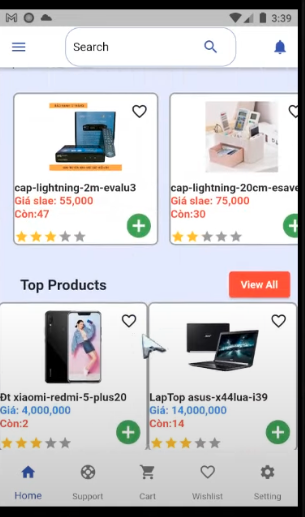 3:39
Search
cap-lightning-2m-evalu3
Giá slae: 55,000
Còn:47
cap-lightning-20cm-esave
Giá slae: 75,000
Còn:30
Top Products
View All
Đt xiaomi-redmi-5-plus20
Giá: 4,000,000
Còn:2
LapTop asus-x44lua-i39
Giá: 14,000,000
Còn:14
Home
Support
Cart
Wishlist
Setting